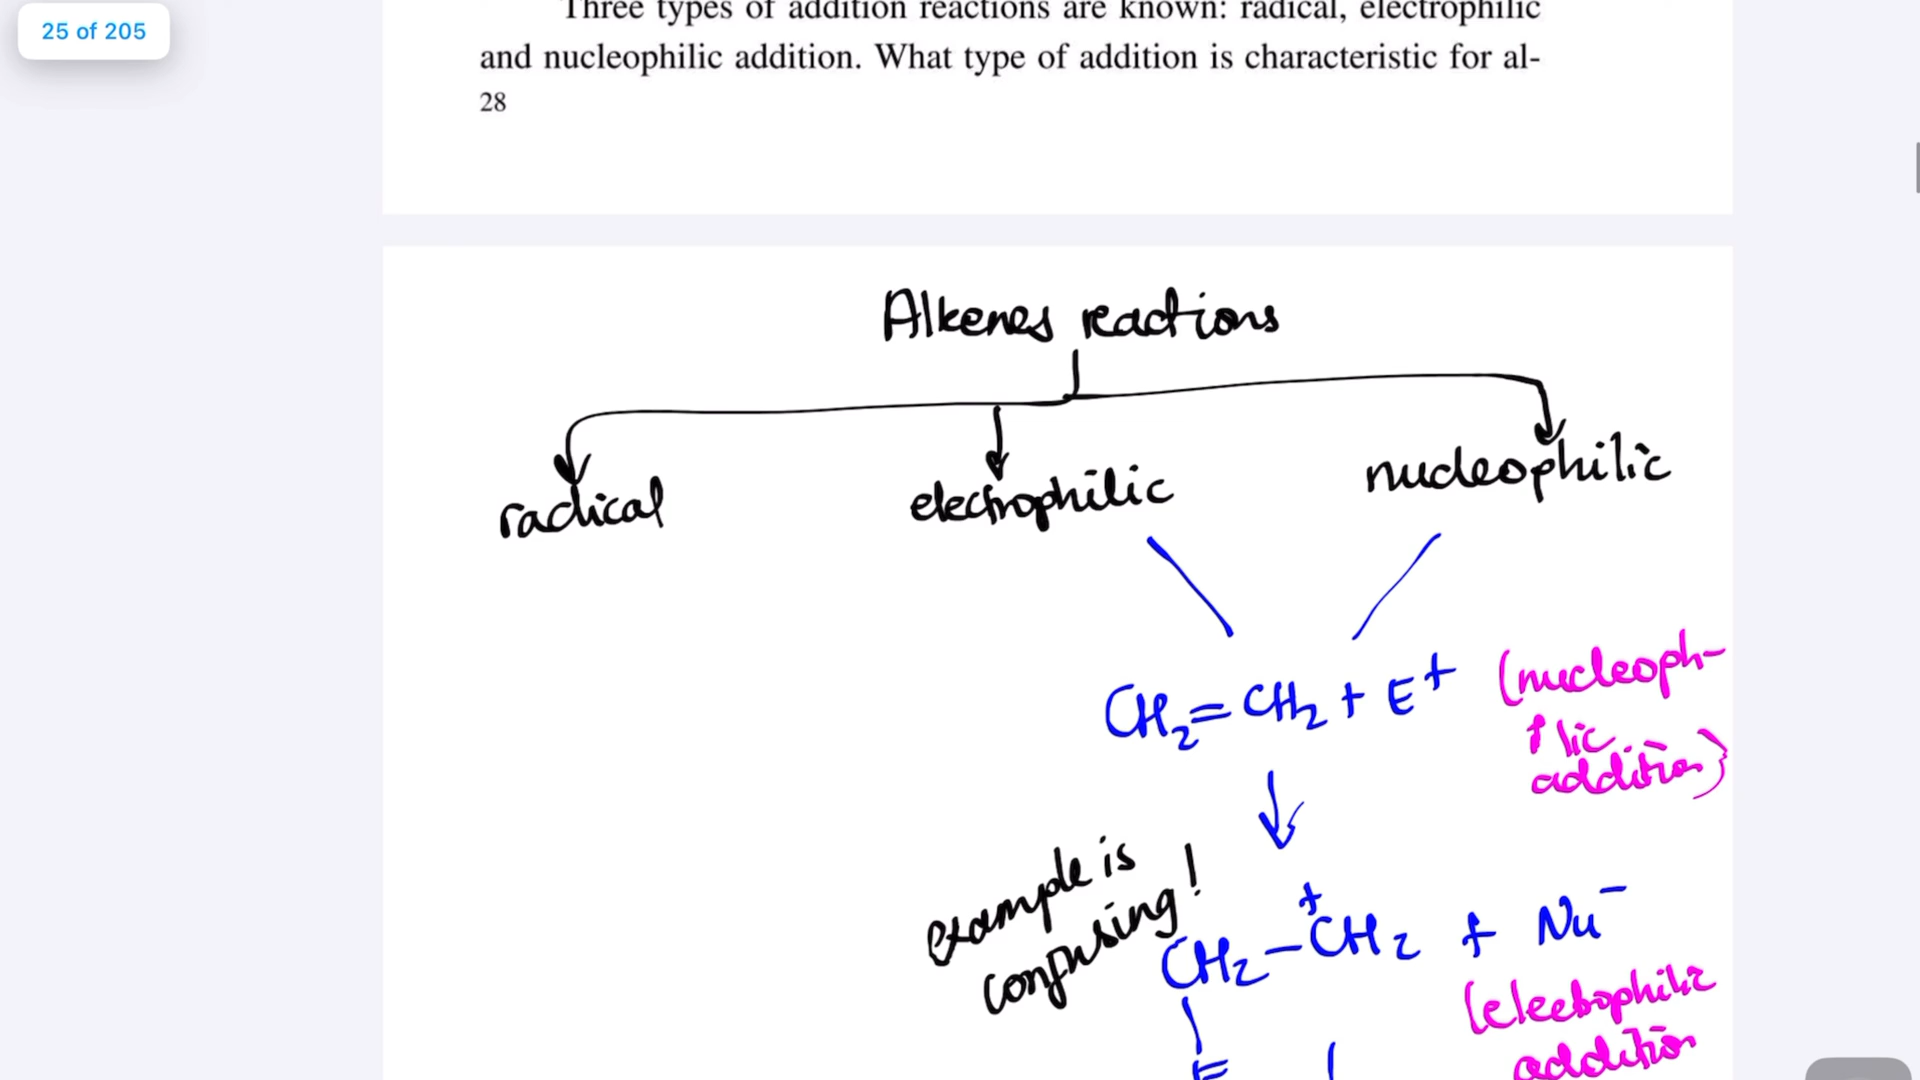 25 of 205
Three types of addition reactions are known: radical, electrophilic
and nucleophilic addition. What type of addition is characteristic for al-
28
Alkenes reactions
radical electrophilic nucleophilic
CH₂=CH₂ + E⁺ (nucleoph-
ilic
addition)
example is
confusing!
CH₂–⁺CH₂ + Nu⁻
E
(electrophilic
addition